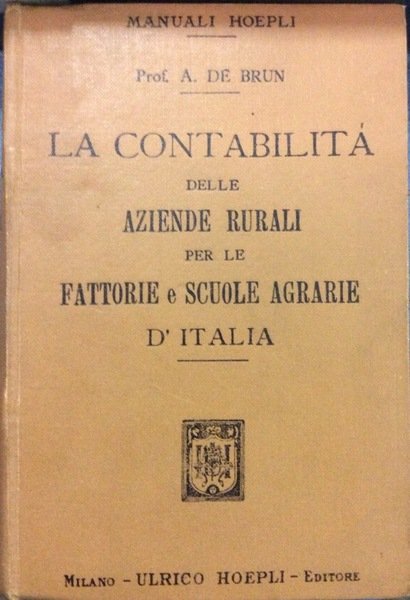 MANUALI HOEPLI
Prof. A. DE BRUN
LA CONTABILITÁ
DELLE
AZIENDE RURALI
PER LE
FATTORIE e SCUOLE AGRARIE
D' ITALIA
MILANO - ULRICO HOEPLI - EDITORE